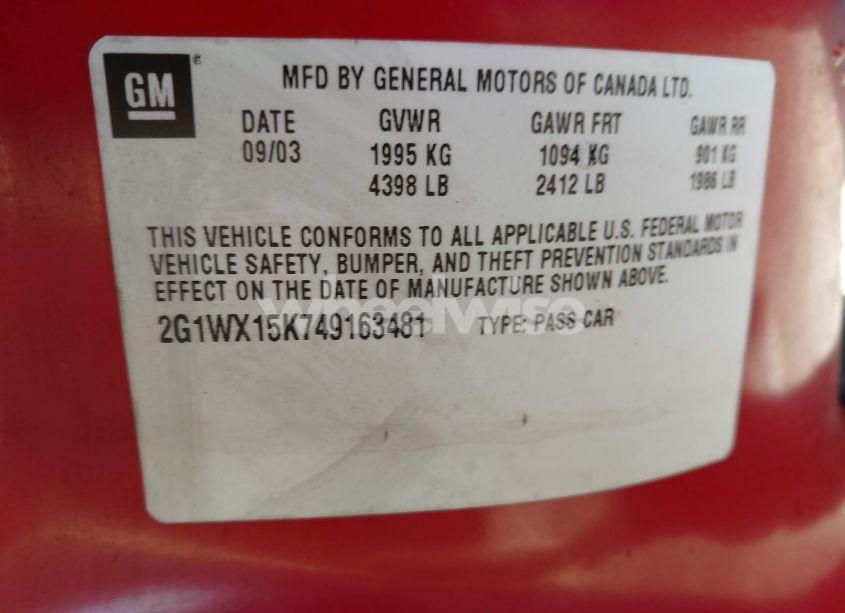 GM
MFD BY GENERAL MOTORS OF CANADA LTD.
DATE GVWR GAWR FRT GAWR RR
09/03 1995 KG 1094 KG 901 KG
4398 LB 2412 LB 1986 LB
THIS VEHICLE CONFORMS TO ALL APPLICABLE U.S. FEDERAL MOTOR
VEHICLE SAFETY, BUMPER, AND THEFT PREVENTION STANDARDS IN
EFFECT ON THE DATE OF MANUFACTURE SHOWN ABOVE.
WheelWise
2G1WX15K749163481 TYPE: PASS CAR